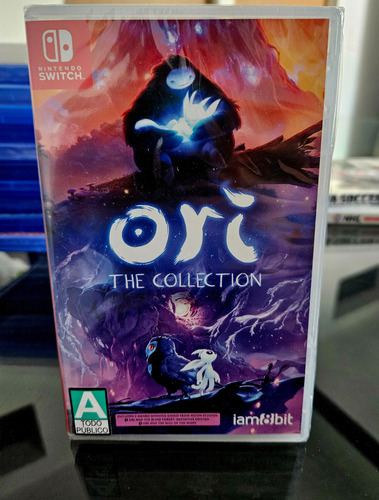 NINTENDO
SWITCH
ori
THE COLLECTION
A
TODO
PÚBLICO
iam8bit